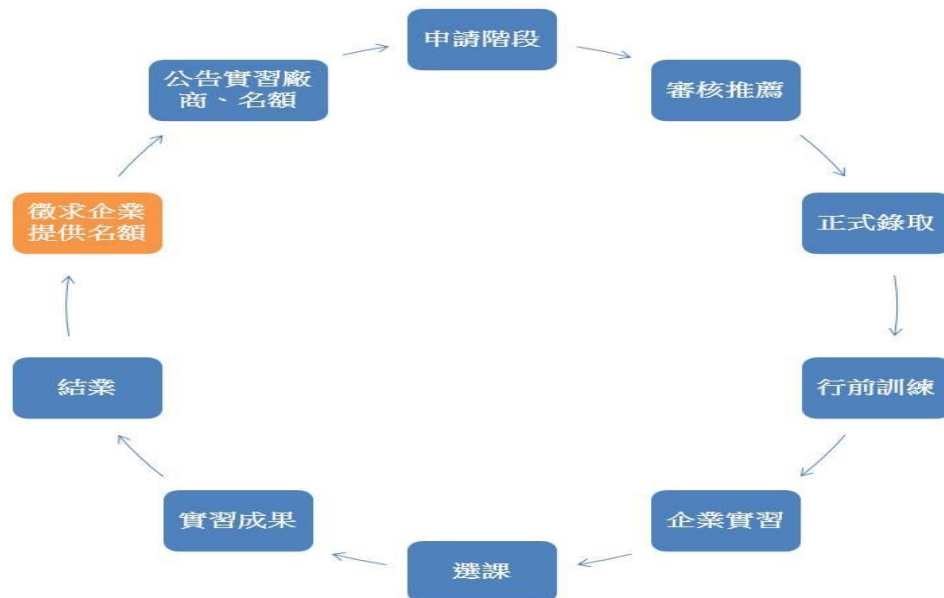 申請階段
審核推薦
正式錄取
行前訓練
企業實習
選課
實習成果
結業
徵求企業
提供名額
公告實習廠
商、名額